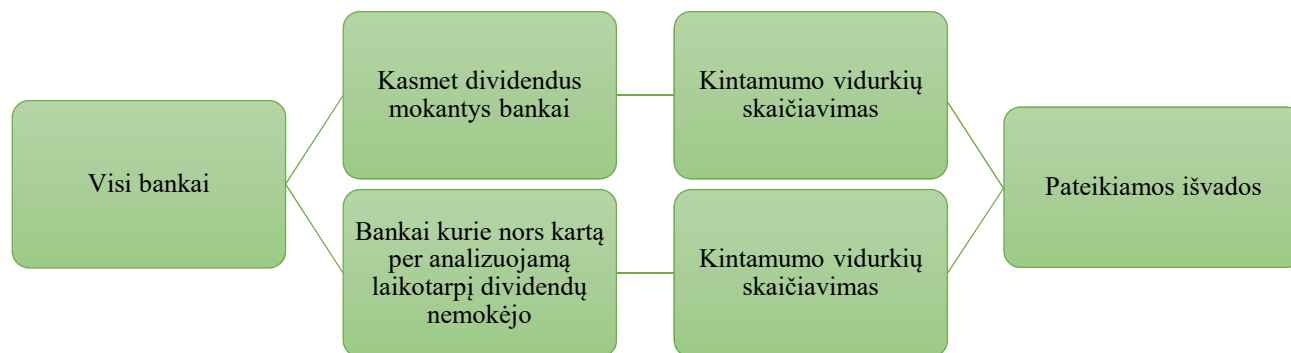 Visi bankai
Kasmet dividendus
mokantys bankai
Kintamumo vidurkių
skaičiavimas
Bankai kurie nors kartą
per analizuojamą
laikotarpį dividendų
nemokėjo
Kintamumo vidurkių
skaičiavimas
Pateikiamos išvados